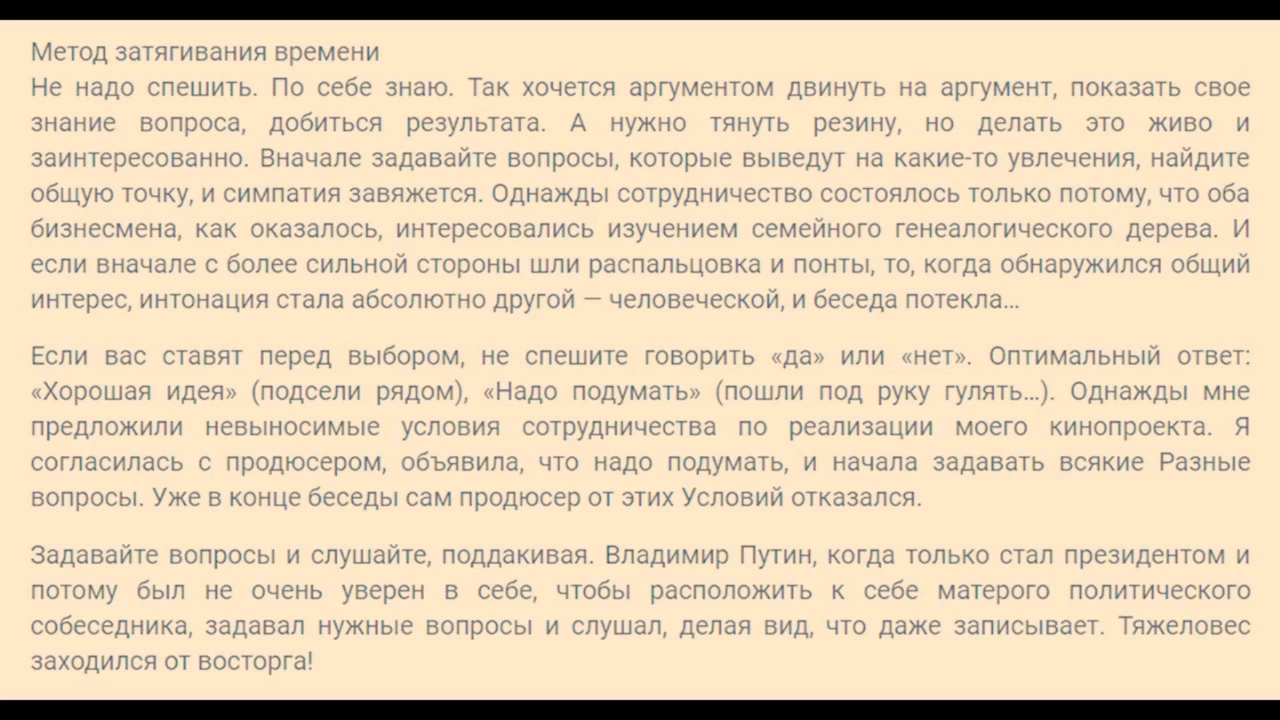 Метод затягивания времени
Не надо спешить. По себе знаю. Так хочется аргументом двинуть на аргумент, показать свое
знание вопроса, добиться результата. А нужно тянуть резину, но делать это живо и
заинтересованно. Вначале задавайте вопросы, которые выведут на какие-то увлечения, найдите
общую точку, и симпатия завяжется. Однажды сотрудничество состоялось только потому, что оба
бизнесмена, как оказалось, интересовались изучением семейного генеалогического дерева. И
если вначале с более сильной стороны шли распальцовка и понты, то, когда обнаружился общий
интерес, интонация стала абсолютно другой — человеческой, и беседа потекла…
Если вас ставят перед выбором, не спешите говорить «да» или «нет». Оптимальный ответ:
«Хорошая идея» (подсели рядом), «Надо подумать» (пошли под руку гулять…). Однажды мне
предложили невыносимые условия сотрудничества по реализации моего кинопроекта. Я
согласилась с продюсером, объявила, что надо подумать, и начала задавать всякие Разные
вопросы. Уже в конце беседы сам продюсер от этих Условий отказался.
Задавайте вопросы и слушайте, поддакивая. Владимир Путин, когда только стал президентом и
потому был не очень уверен в себе, чтобы расположить к себе матерого политического
собеседника, задавал нужные вопросы и слушал, делая вид, что даже записывает. Тяжеловес
заходился от восторга!